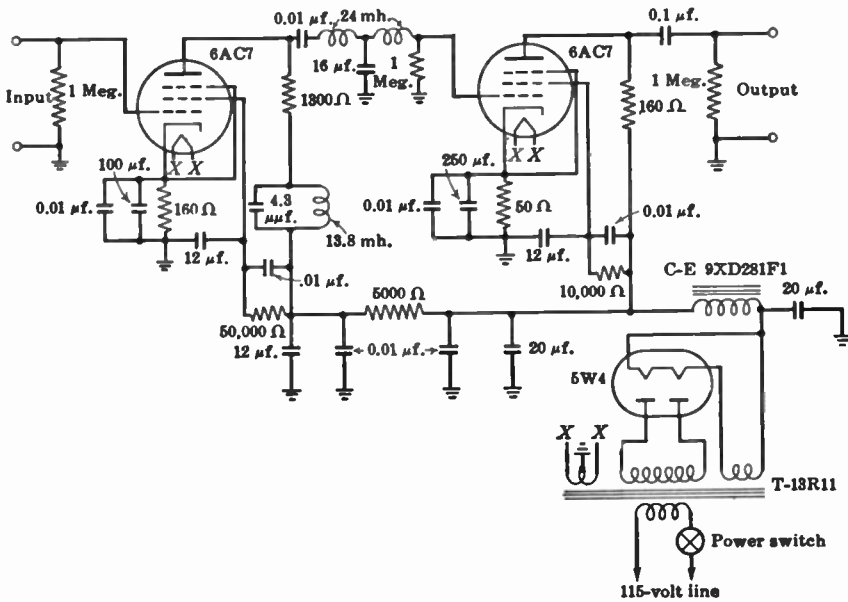 0.01 μf.
24 mh.
0.1 μf.
6AC7
6AC7
16 μf.
1
Meg.
Input
1 Meg.
1300 Ω
1 Meg.
160 Ω
Output
X X
X X
100 μf.
250 μf.
0.01 μf.
160 Ω
4.3
μμf.
0.01 μf.
50 Ω
0.01 μf.
13.8 mh.
12 μf.
12 μf.
.01 μf.
C-E 9XD281F1
5000 Ω
10,000 Ω
20 μf.
50,000 Ω
12 μf.
0.01 μf.
20 μf.
5W4
X X
T-13R11
Power switch
115-volt line